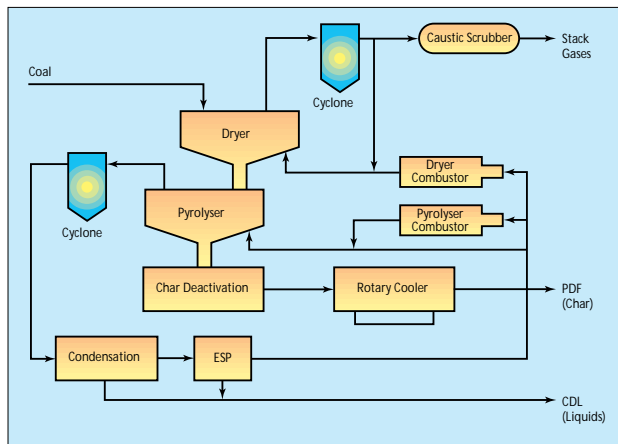 Coal
Cyclone
Caustic Scrubber
Stack
Gases
Dryer
Dryer
Combustor
Cyclone
Pyrolyser
Pyrolyser
Combustor
Char Deactivation
Rotary Cooler
PDF
(Char)
Condensation
ESP
CDL
(Liquids)